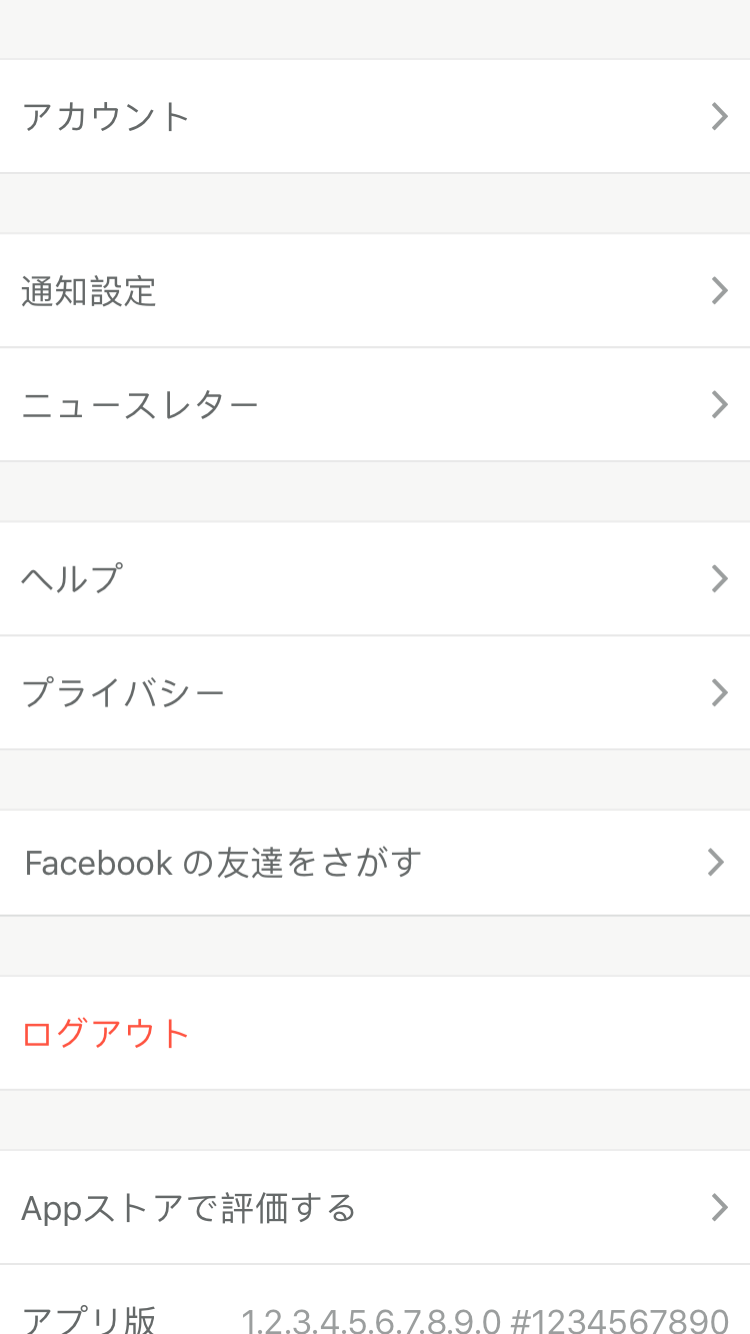 アカウント
通知設定
ニュースレター
ヘルプ
プライバシー
Facebook の友達をさがす
ログアウト
Appストアで評価する
アプリ版 1.2.3.4.5.6.7.8.9.0 #1234567890